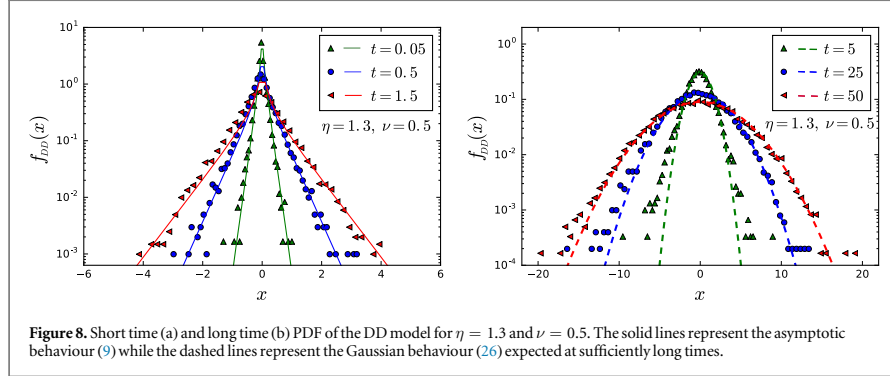 10^1
10^0
10^-1
10^-2
10^-3
f_DD(x)
−6 −4 −2 0 2 4 6
x
t = 0.05
t = 0.5
t = 1.5
η = 1.3, ν = 0.5
10^0
10^-1
10^-2
10^-3
10^-4
f_DD(x)
−20 −10 0 10 20
x
t = 5
t = 25
t = 50
η = 1.3, ν = 0.5
Figure 8. Short time (a) and long time (b) PDF of the DD model for η = 1.3 and ν = 0.5. The solid lines represent the asymptotic
behaviour (9) while the dashed lines represent the Gaussian behaviour (26) expected at sufficiently long times.